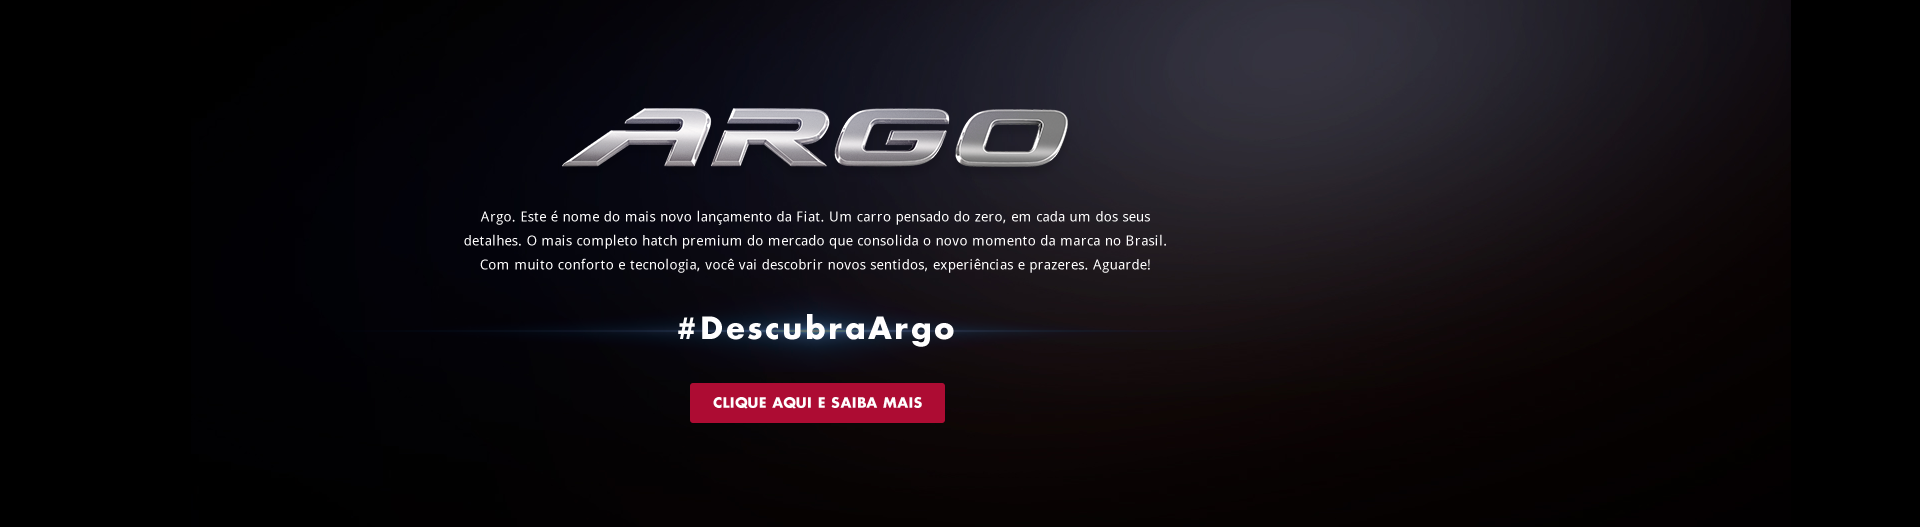 ARGO
Argo. Este é nome do mais novo lançamento da Fiat. Um carro pensado do zero, em cada um dos seus
detalhes. O mais completo hatch premium do mercado que consolida o novo momento da marca no Brasil.
Com muito conforto e tecnologia, você vai descobrir novos sentidos, experiências e prazeres. Aguarde!
#DescubraArgo
CLIQUE AQUI E SAIBA MAIS